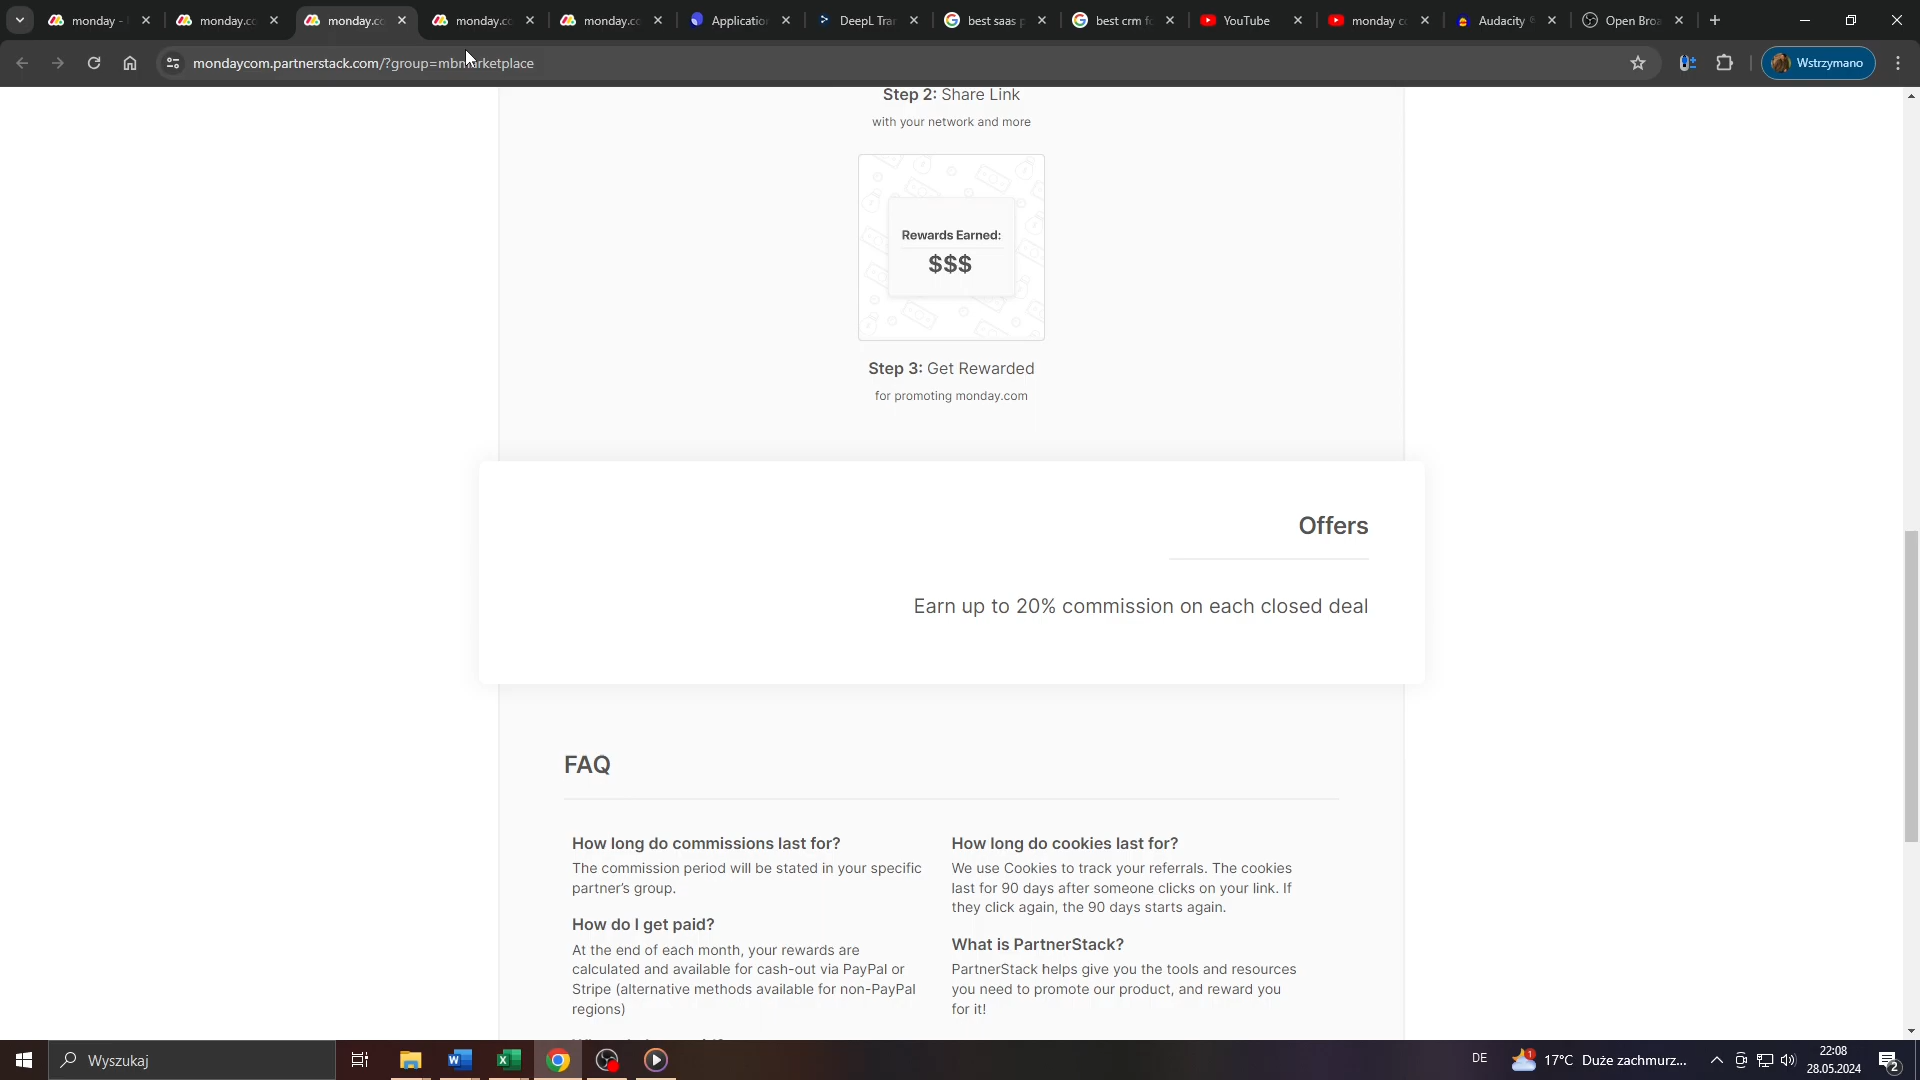 monday -
monday.co
monday.co
monday.co
monday.co
Application
DeepL Tran
best saas p
best crm fo
YouTube
monday co
Audacity ®
Open Broa
mondaycom.partnerstack.com/?group=mbmarketplace
Wstrzymano
Step 2: Share Link
with your network and more
Rewards Earned:
$$$
Step 3: Get Rewarded
for promoting monday.com
Offers
Earn up to 20% commission on each closed deal
FAQ
How long do commissions last for?
The commission period will be stated in your specific
partner's group.
How do I get paid?
At the end of each month, your rewards are
calculated and available for cash-out via PayPal or
Stripe (alternative methods available for non-PayPal
regions)
How long do cookies last for?
We use Cookies to track your referrals. The cookies
last for 90 days after someone clicks on your link. If
they click again, the 90 days starts again.
What is PartnerStack?
PartnerStack helps give you the tools and resources
you need to promote our product, and reward you
for it!
Wyszukaj
DE
1
17°C Duże zachmurz...
22:08
28.05.2024
2